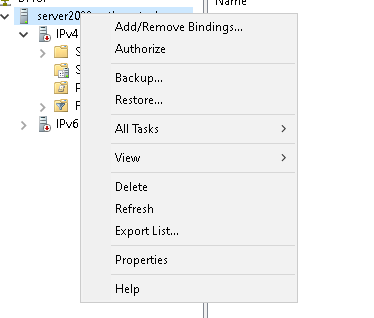 Name
server20
Add/Remove Bindings...
IPv4
Authorize
S
S
Backup...
P
Restore...
F
IPv6
All Tasks
View
Delete
Refresh
Export List...
Properties
Help